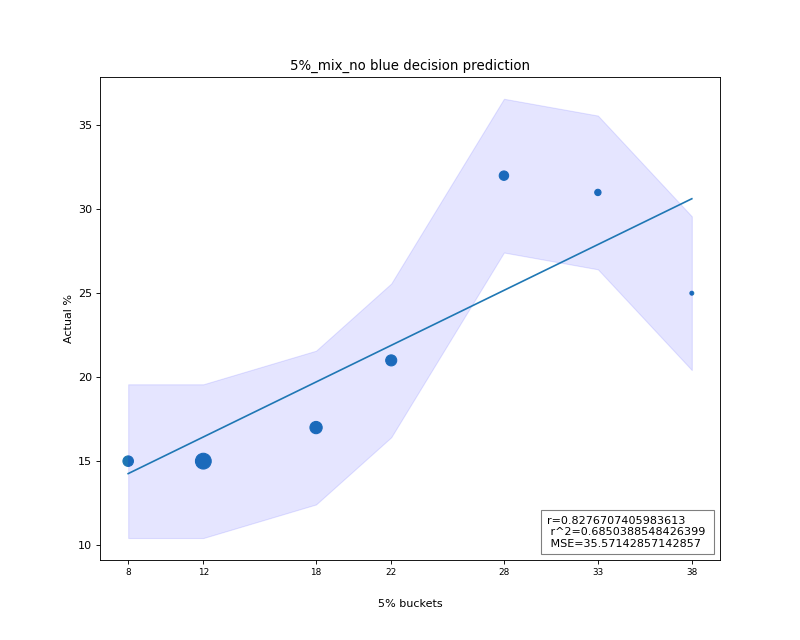 5%_mix_no blue decision prediction
35
30
25
20
15
10
Actual %
r=0.8276707405983613
r^2=0.6850388548426399
MSE=35.57142857142857
8 12 18 22 28 33 38
5% buckets